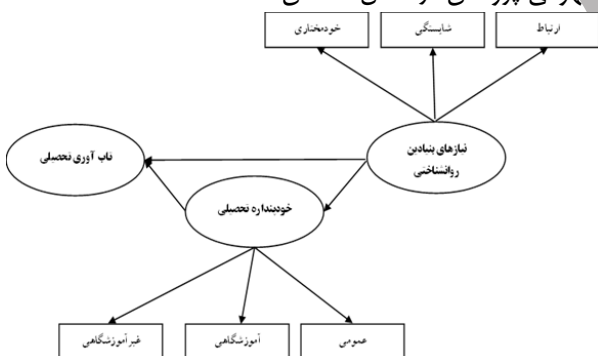 ارتباط
شایستگی
خودمختاری
نیازهای بنیادین
روانشناختی
تاب آوری تحصیلی
خودپنداره تحصیلی
عمومی
آموزشگاهی
غیرآموزشگاهی